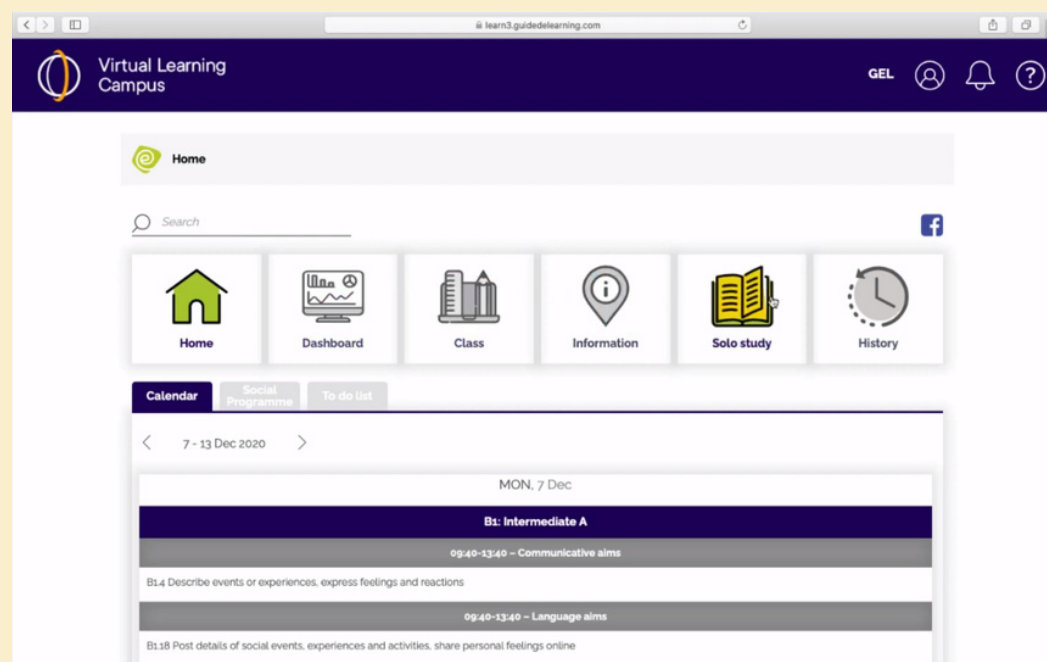 learn3.guidedelearning.com
Virtual Learning
Campus
GEL
?
Home
Search
f
i
Home
Dashboard
Class
Information
Solo study
History
Calendar
Social
Programme
To do list
7 - 13 Dec 2020
MON, 7 Dec
B1: Intermediate A
09:40-13:40 – Communicative aims
B1.4 Describe events or experiences, express feelings and reactions
09:40-13:40 – Language aims
B1.18 Post details of social events, experiences and activities, share personal feelings online